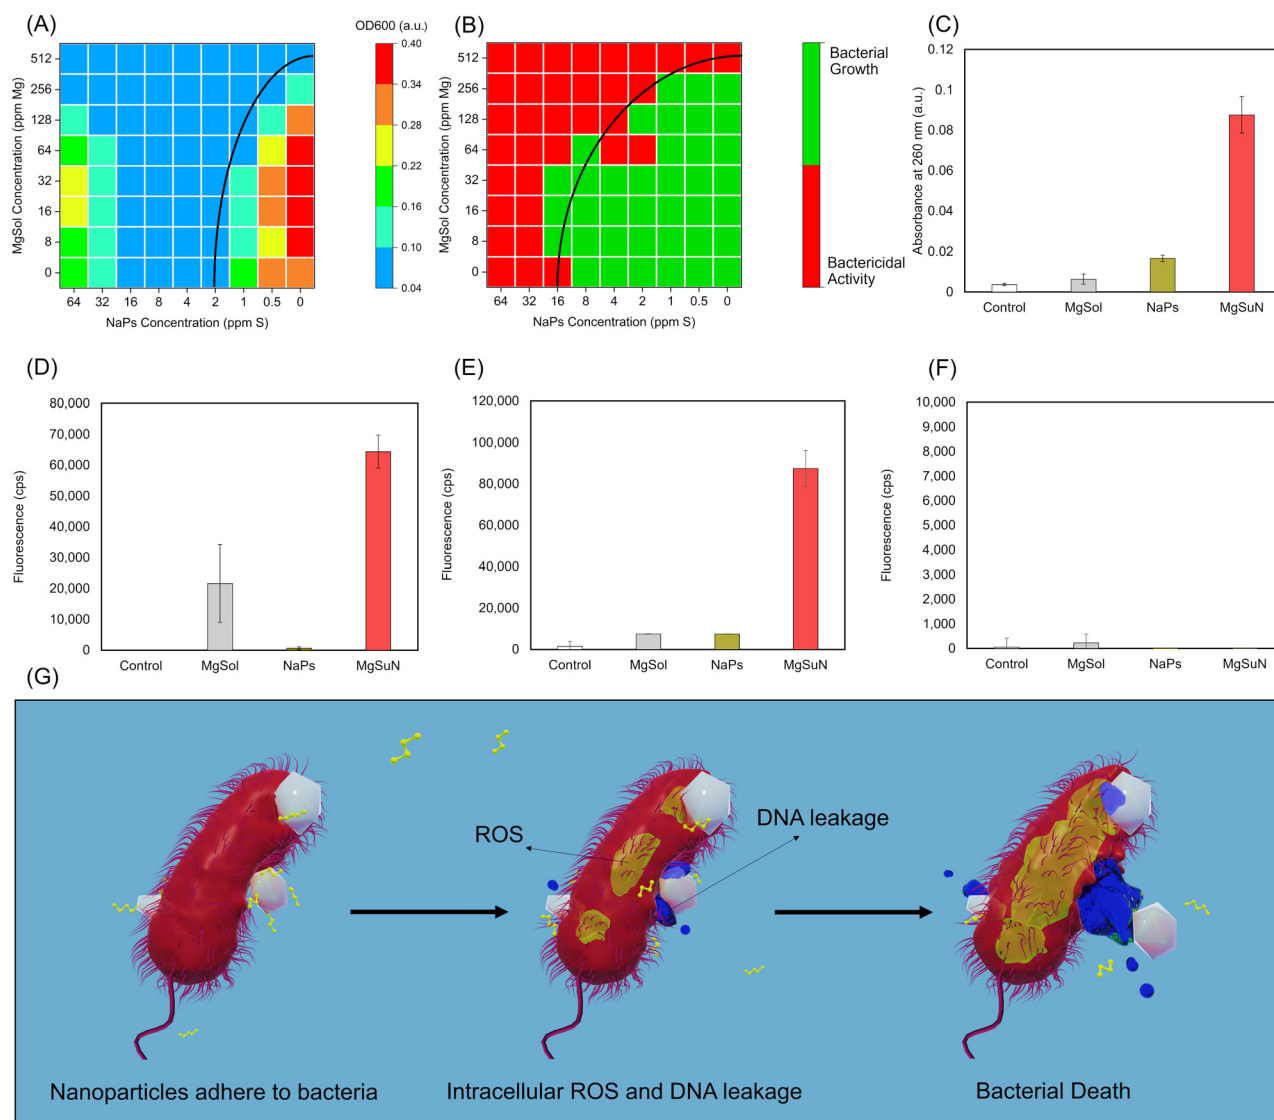 (A)
OD600 (a.u.)
MgSol Concentration (ppm Mg)
512
256
128
64
32
16
8
0
64 32 16 8 4 2 1 0.5 0
NaPs Concentration (ppm S)
0.40
0.34
0.28
0.22
0.16
0.10
0.04
(B)
MgSol Concentration (ppm Mg)
512
256
128
64
32
16
8
0
64 32 16 8 4 2 1 0.5 0
NaPs Concentration (ppm S)
Bacterial
Growth
Bactericidal
Activity
(C)
Absorbance at 260 nm (a.u.)
0.12
0.1
0.08
0.06
0.04
0.02
0
Control MgSol NaPs MgSuN
(D)
Fluorescence (cps)
80,000
70,000
60,000
50,000
40,000
30,000
20,000
10,000
0
Control MgSol NaPs MgSuN
(E)
Fluorescence (cps)
120,000
100,000
80,000
60,000
40,000
20,000
0
Control MgSol NaPs MgSuN
(F)
Fluorescence (cps)
10,000
9,000
8,000
7,000
6,000
5,000
4,000
3,000
2,000
1,000
0
Control MgSol NaPs MgSuN
(G)
ROS
DNA leakage
Nanoparticles adhere to bacteria
Intracellular ROS and DNA leakage
Bacterial Death